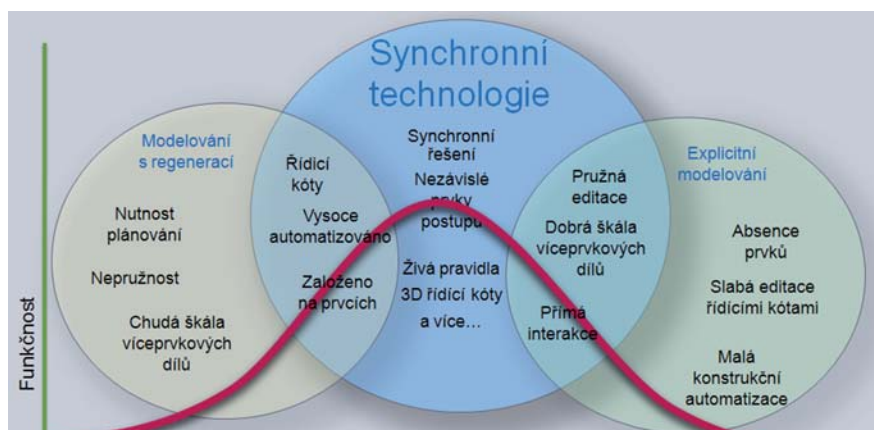 Synchronní
technologie
Modelování
s regenerací
Nutnost
plánování
Nepružnost
Chudá škála
víceprvkových
dílů
Řídicí
kóty
Vysoce
automatizováno
Založeno
na prvcích
Synchronní
řešení
Nezávislé
prvky
postupu
Živá pravidla
3D řídící kóty
a více...
Pružná
editace
Dobrá škála
víceprvkových
dílů
Přímá
interakce
Explicitní
modelování
Absence
prvků
Slabá editace
řídícími kótami
Malá
konstrukční
automatizace
Funkčnost